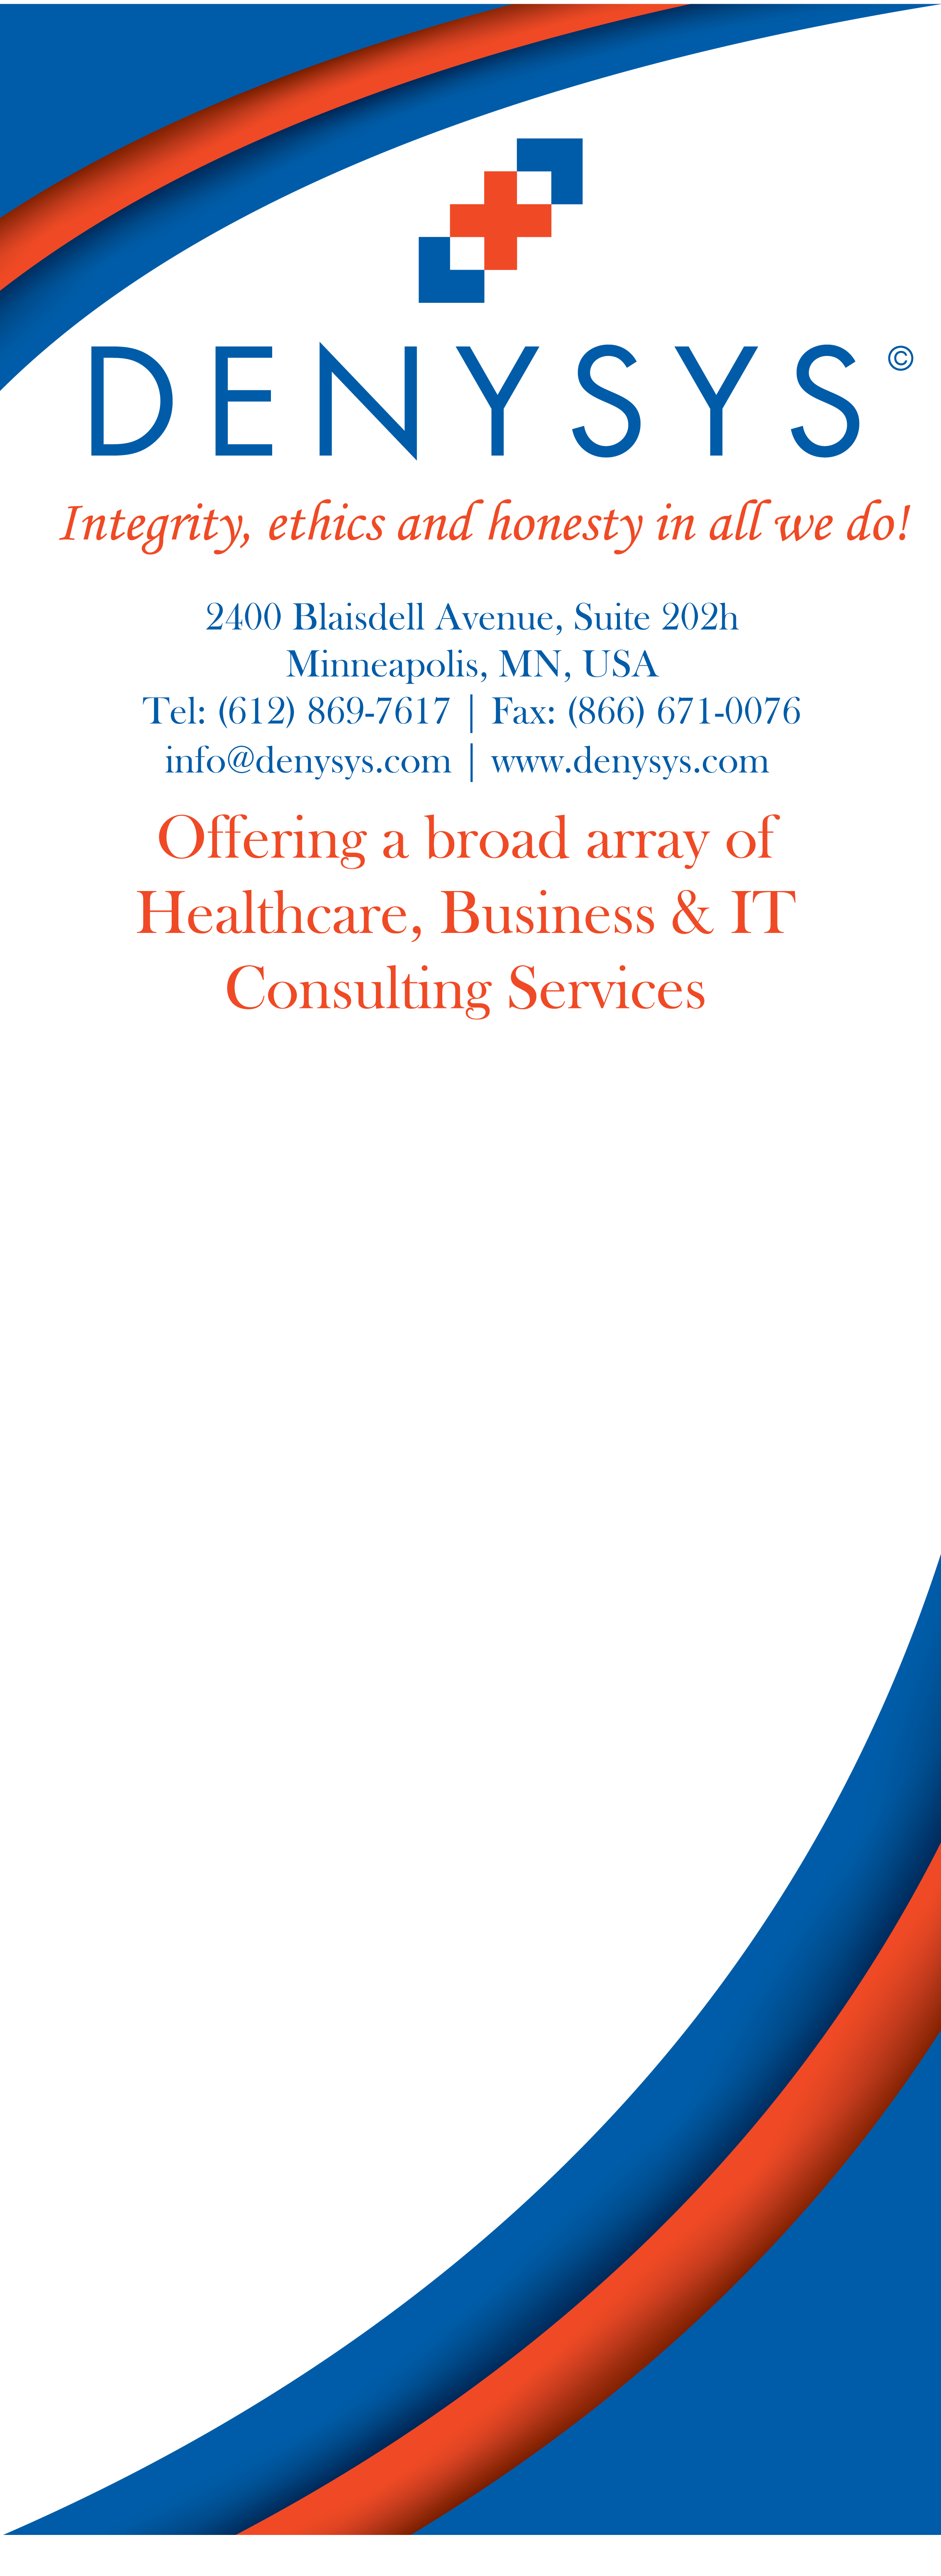 DENYSYS©
Integrity, ethics and honesty in all we do!
2400 Blaisdell Avenue, Suite 202h
Minneapolis, MN, USA
Tel: (612) 869-7617 | Fax: (866) 671-0076
info@denysys.com | www.denysys.com
Offering a broad array of
Healthcare, Business & IT
Consulting Services